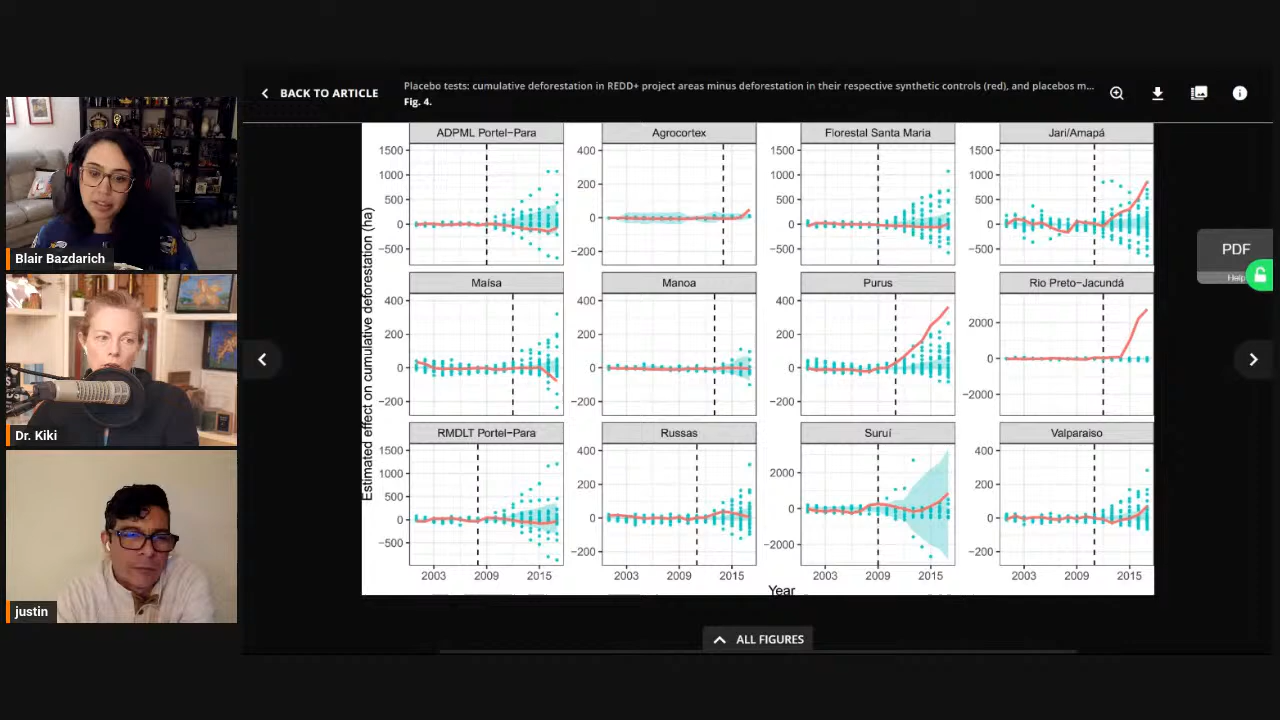 BACK TO ARTICLE
Placebo tests: cumulative deforestation in REDD+ project areas minus deforestation in their respective synthetic controls (red), and placebos m...
Fig. 4.
Blair Bazdarich
Dr. Kiki
justin
PDF
Help
Estimated effect on cumulative deforestation (ha)
ADPML Portel−Para
Agrocortex
Florestal Santa Maria
Jari/Amapá
1500
1000
500
0
−500
400
200
0
−200
1500
1000
500
0
−500
1500
1000
500
0
−500
Maísa
Manoa
Purus
Rio Preto−Jacundá
400
200
0
−200
400
200
0
−200
400
200
0
−200
2000
0
−2000
RMDLT Portel−Para
Russas
Suruí
Valparaiso
1500
1000
500
0
−500
400
200
0
−200
2000
0
−2000
400
200
0
−200
2003 2009 2015
2003 2009 2015
2003 2009 2015
2003 2009 2015
Year
ALL FIGURES